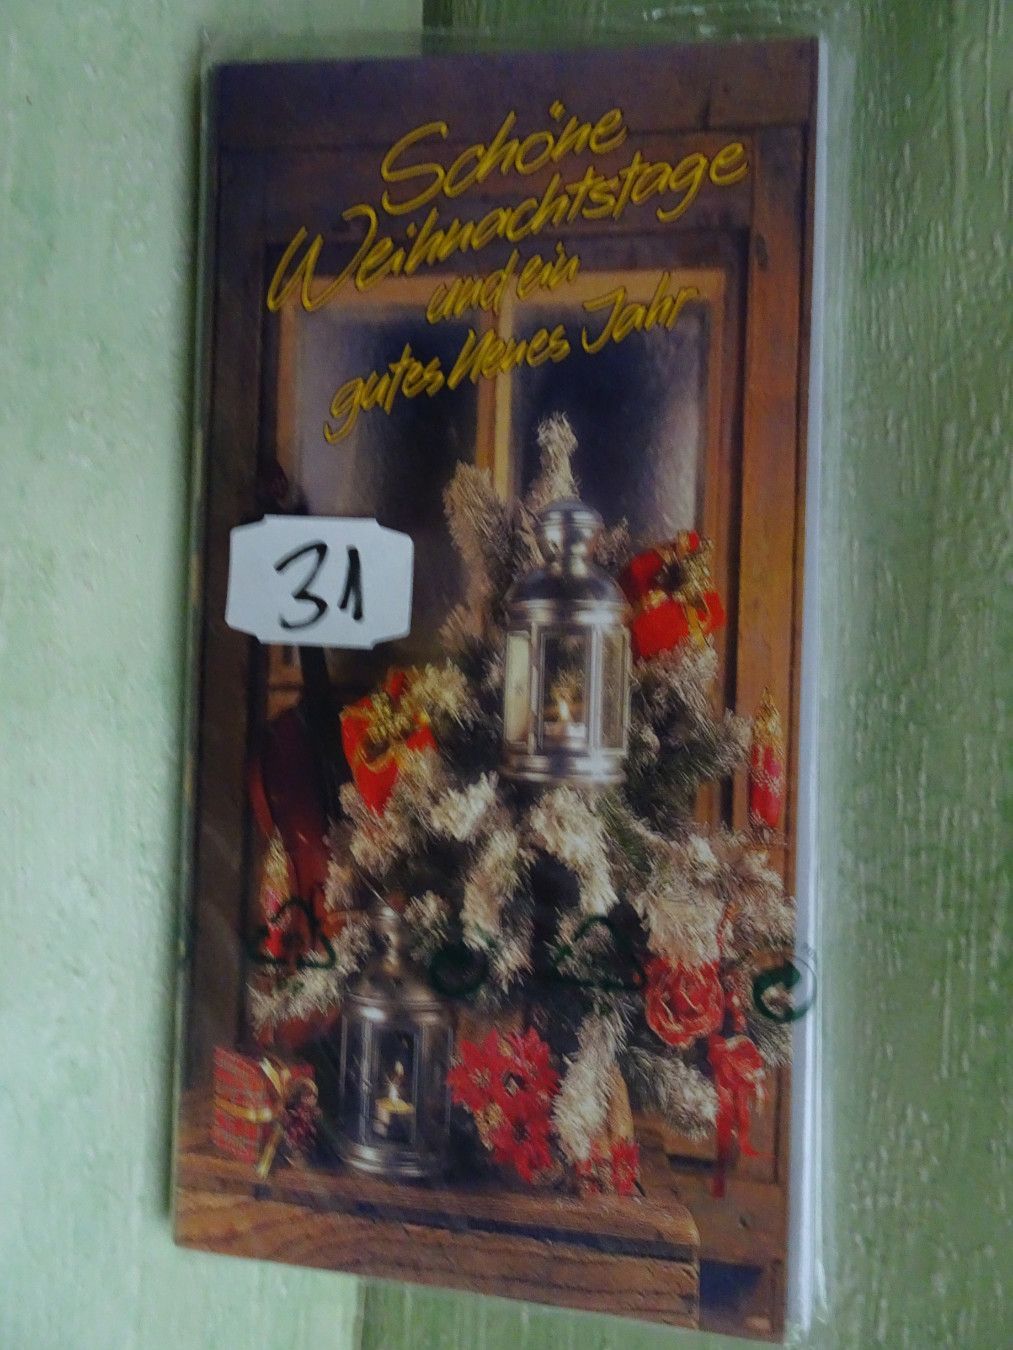 Schöne
Weihnachtstage
und ein
gutes Neues Jahr
31